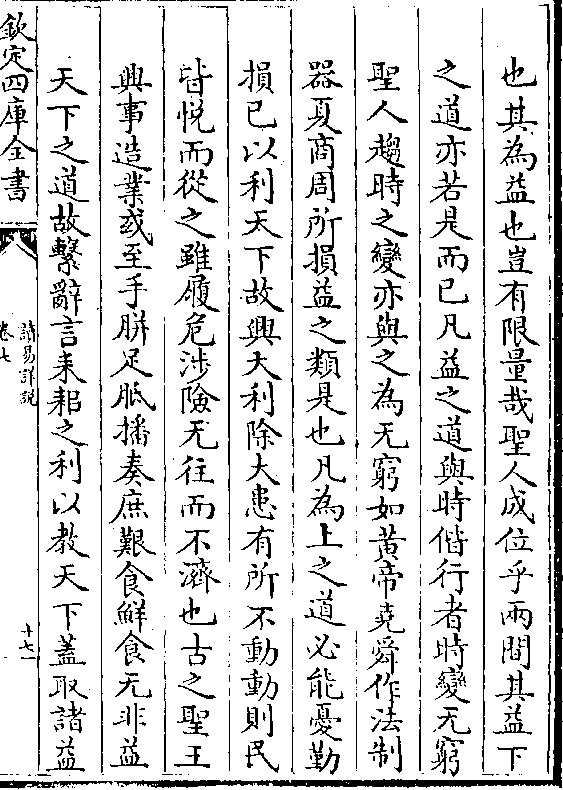 也其為益也豈有限量哉聖人成位乎兩間其益下
之道亦若是而已凡益之道與時偕行者時變无窮
聖人趨時之變亦與之為无窮如黃帝堯舜作法制
器夏商周所損益之類是也凡為上之道必能憂勤
損已以利天下故興大利除大患有所不動動則民
皆悅而從之雖履危涉險无往而不濟也古之聖王
興事造業或至手胼足胝播奏庶艱食鮮食无非益
天下之道故繫辭言耒耜之利以教天下蓋取諸益
欽定四庫全書
讀易詳說
卷七
十七